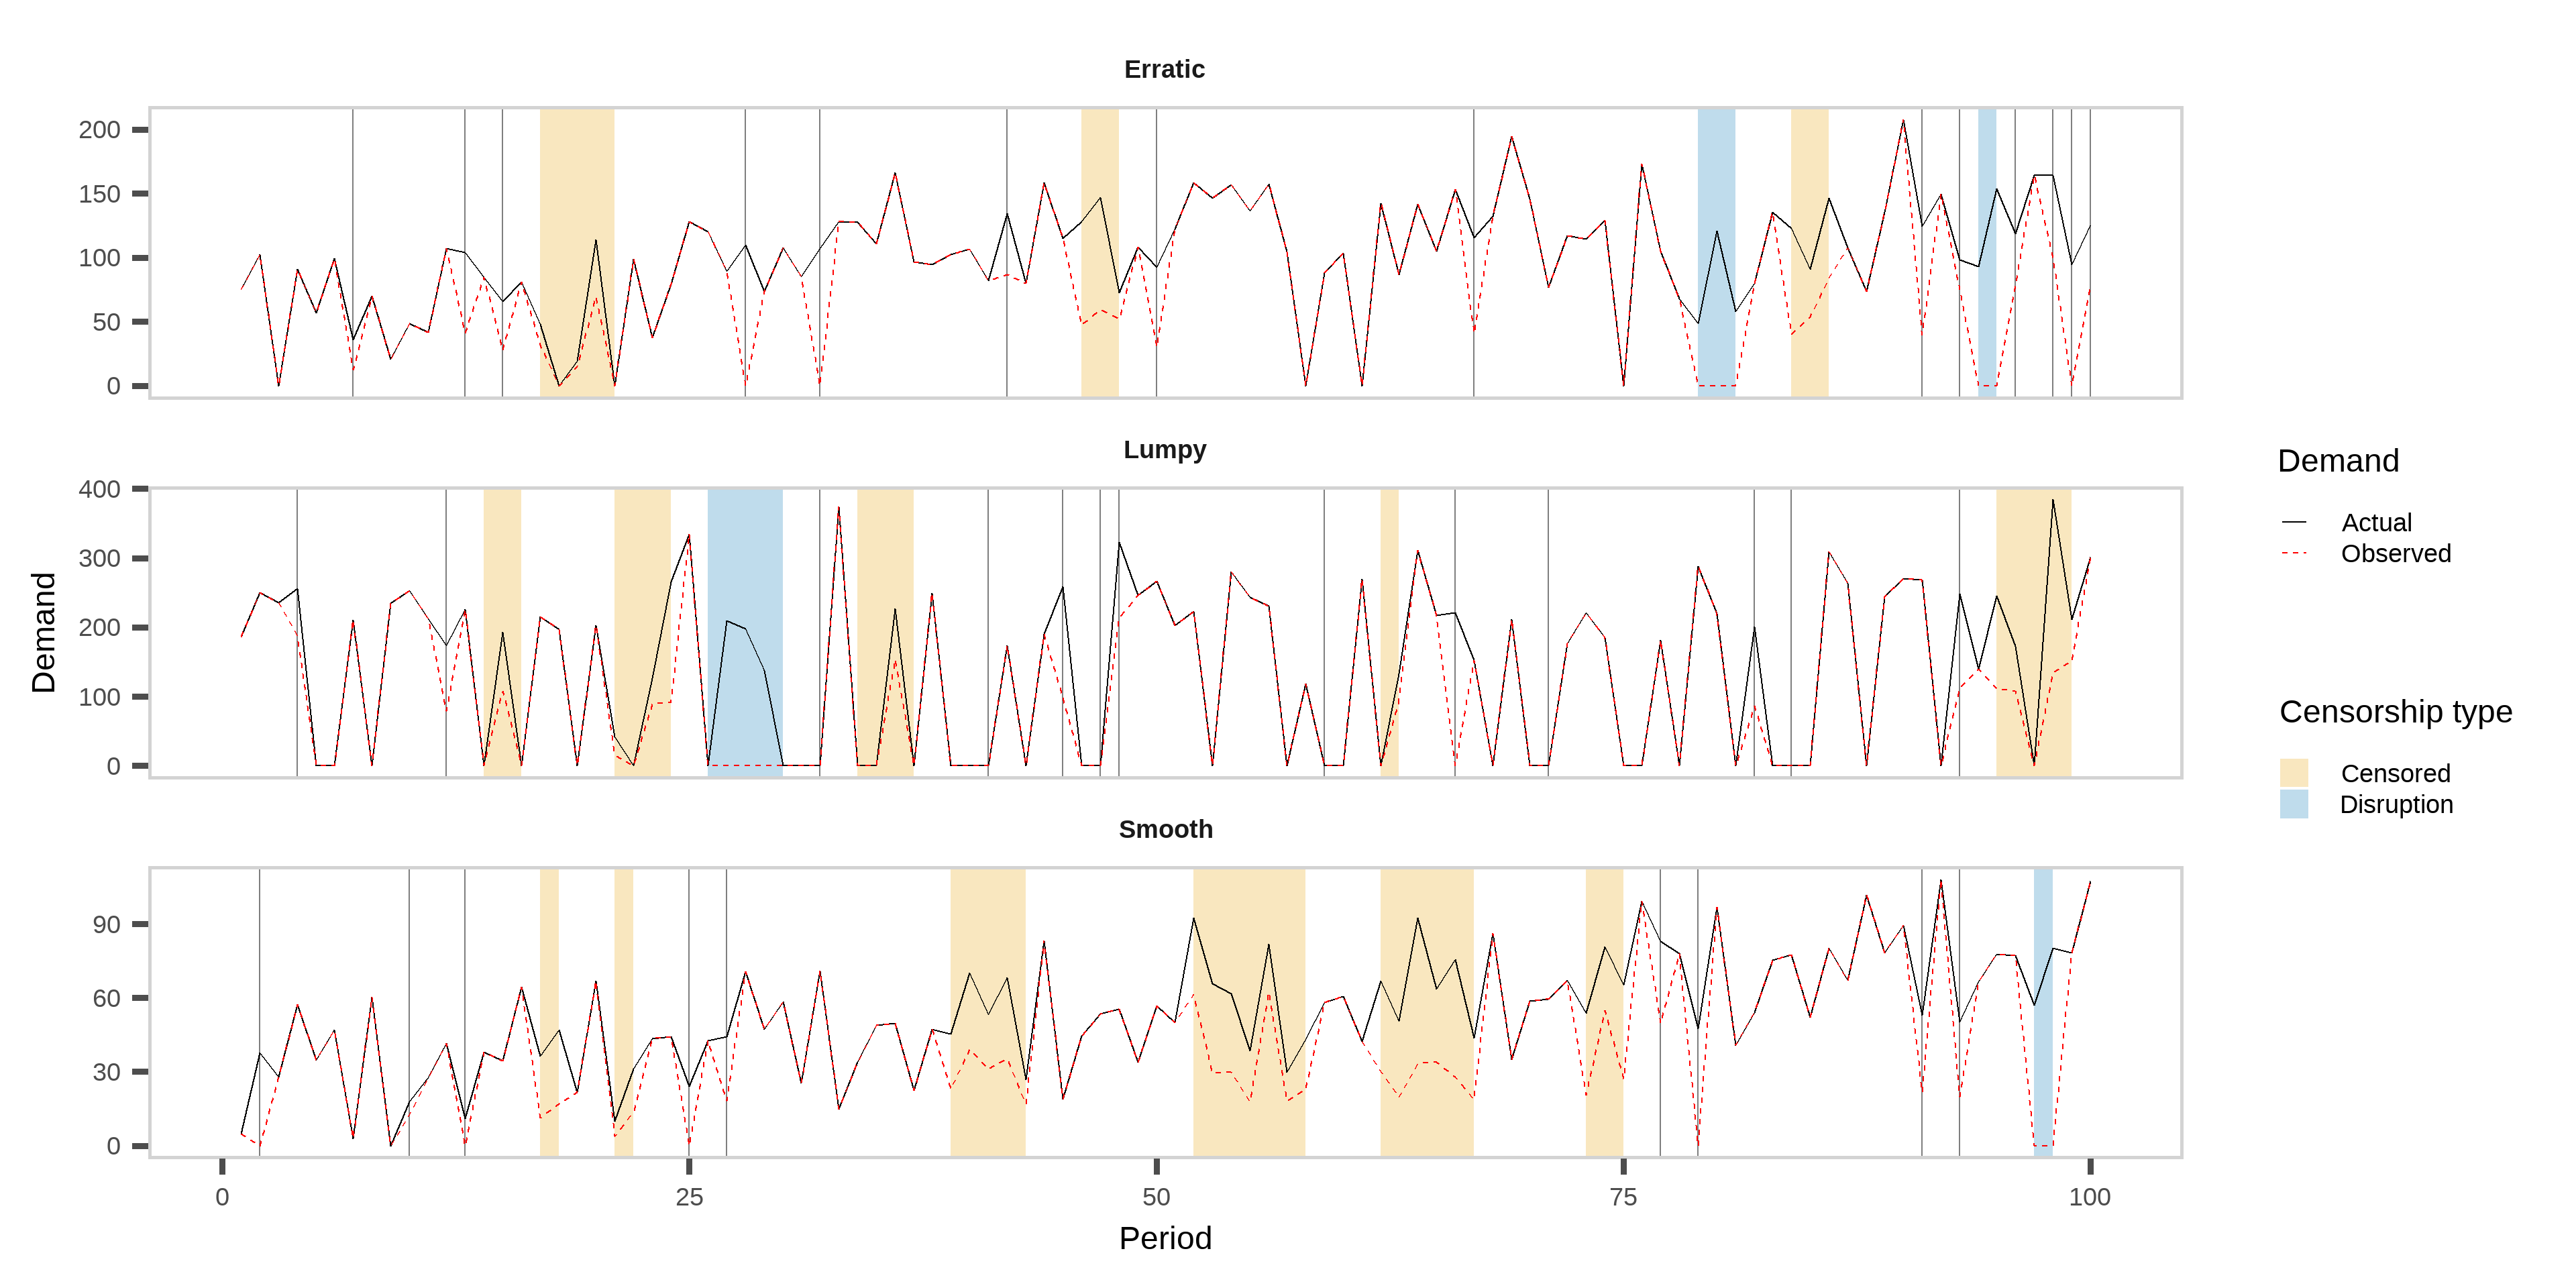 Erratic
200
150
100
50
0
Lumpy
400
300
200
100
0
Smooth
90
60
30
0
0 25 50 75 100
Period
Demand
Demand
Actual
Observed
Censorship type
Censored
Disruption